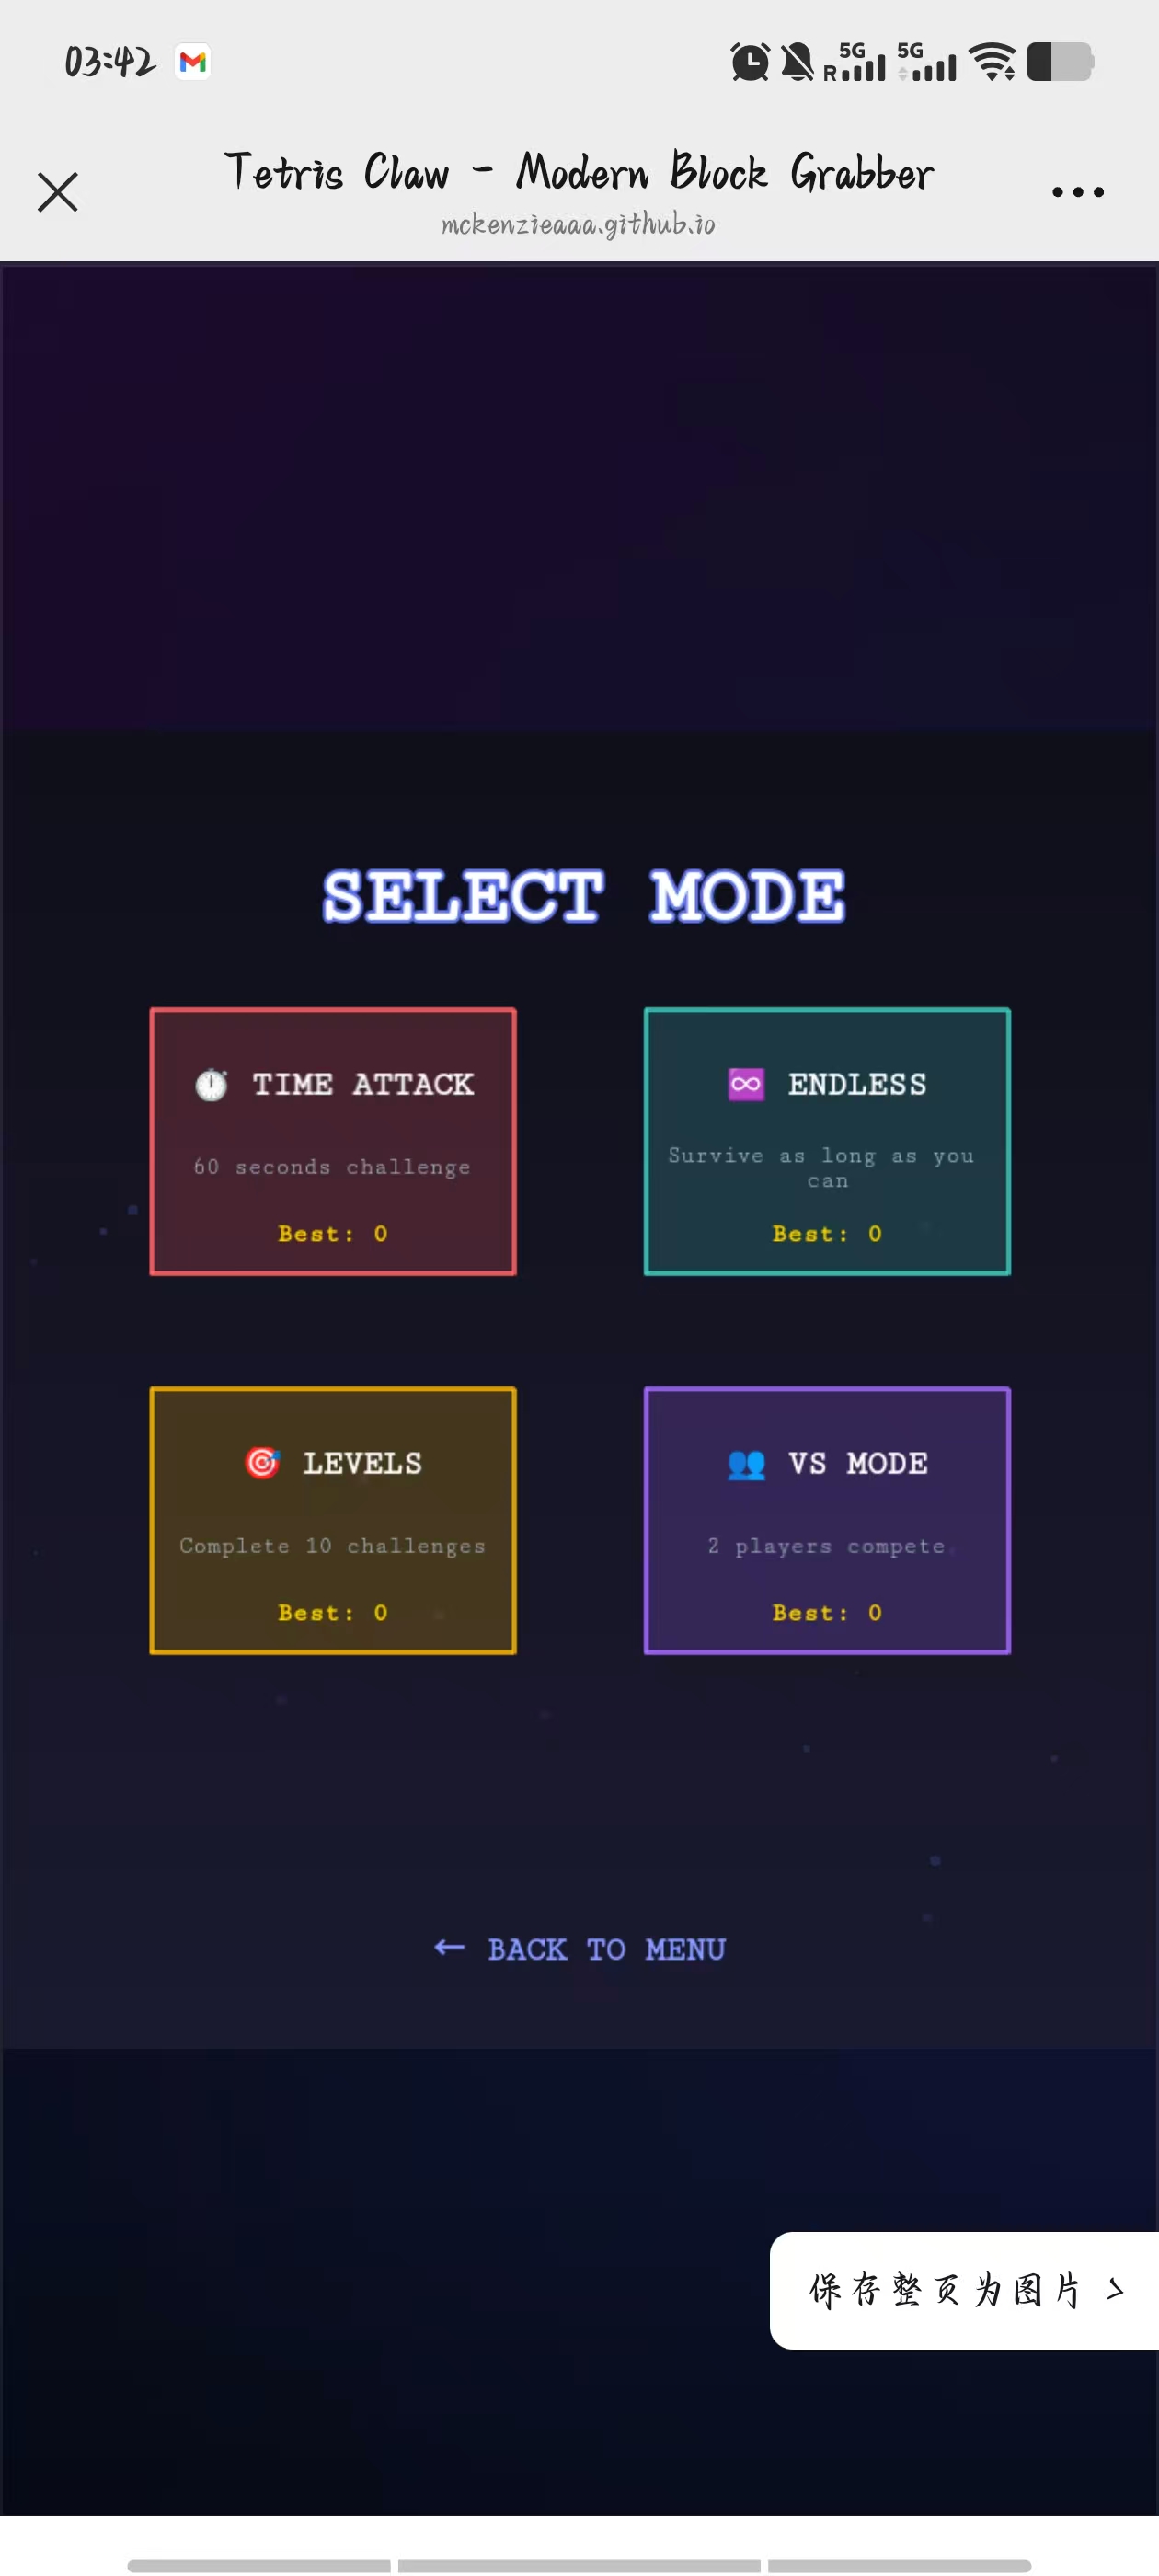 03:42
R 5G 5G
Tetris Claw - Modern Block Grabber
mckenzieaaa.github.io
SELECT MODE
TIME ATTACK
60 seconds challenge
Best: 0
ENDLESS
Survive as long as you
can
Best: 0
LEVELS
Complete 10 challenges
Best: 0
VS MODE
2 players compete
Best: 0
← BACK TO MENU
保存整页为图片 >